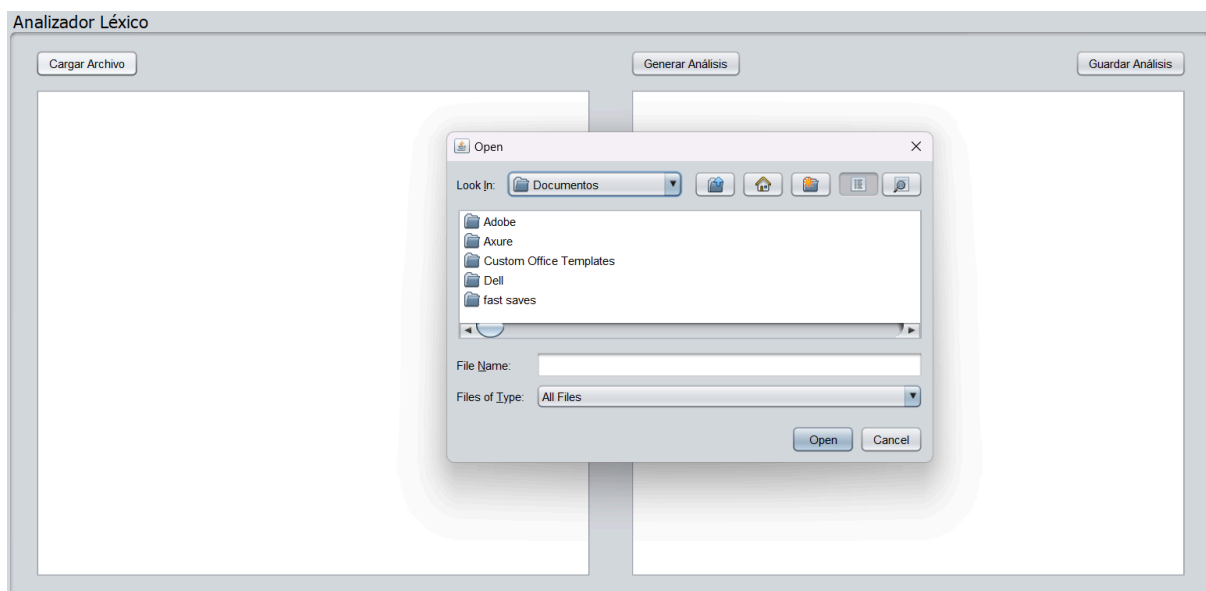 Analizador Léxico
Cargar Archivo
Generar Análisis
Guardar Análisis
Open
Look In:
Documentos
Adobe
Axure
Custom Office Templates
Dell
fast saves
File Name:
Files of Type:
All Files
Open
Cancel